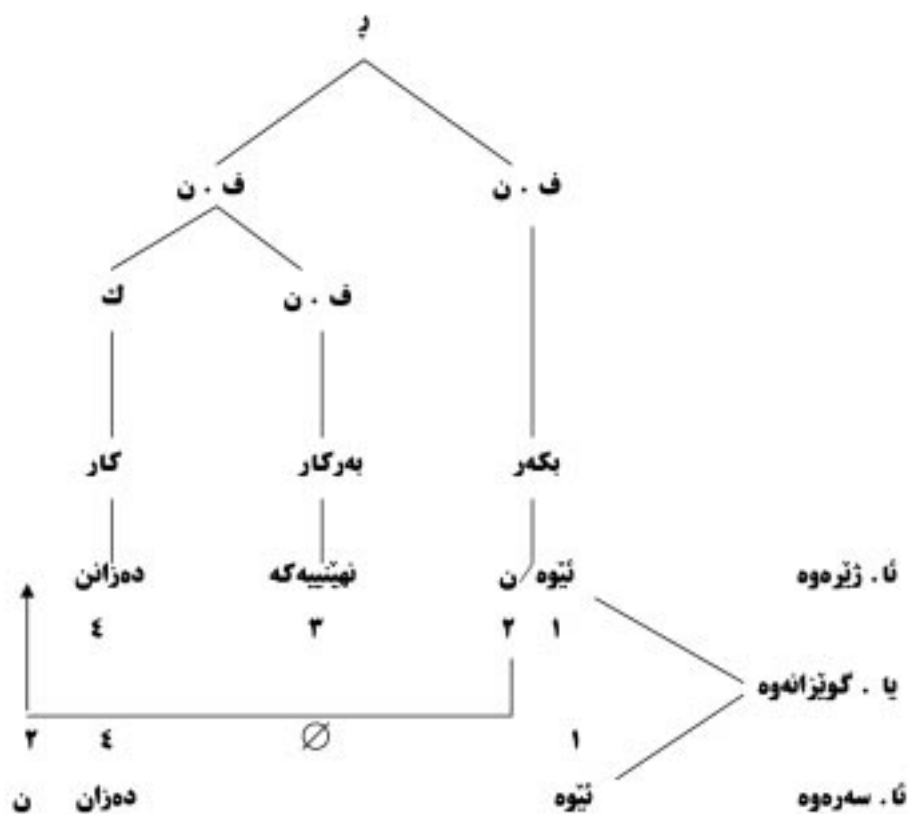 ڕ
ف . ن ف . ن
ف . ن ك
بکەر بەرکار کار
ئا . ژێرەوە ئێوە / ن نهێنییەکە دەزانن
١ ٢ ٣ ٤
یا . گوێزانەوە
١ ∅ ٤ ٢
ئا . سەرەوە ئێوە دەزان ن